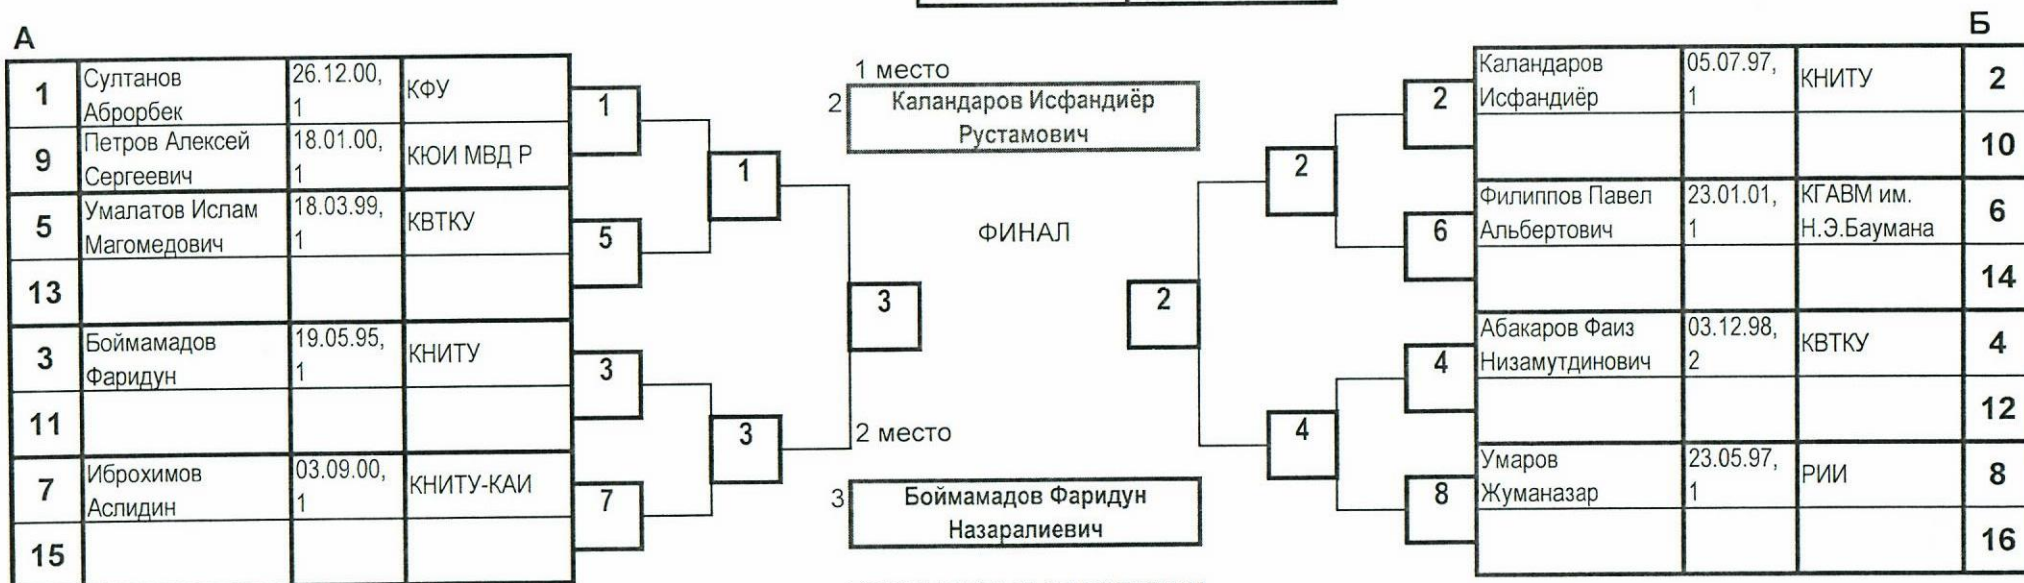 А
Б
1 Султанов Аброрбек 26.12.00, 1 КФУ
9 Петров Алексей Сергеевич 18.01.00, 1 КЮИ МВД Р
5 Умалатов Ислам Магомедович 18.03.99, 1 КВТКУ
13
3 Боймамадов Фаридун 19.05.95, 1 КНИТУ
11
7 Иброхимов Аслидин 03.09.00, 1 КНИТУ-КАИ
15
1
5
3
7
1
3
3
1 место
2 Каландаров Исфандиёр
Рустамович
ФИНАЛ
2 место
3 Боймамадов Фаридун
Назаралиевич
2
2
4
2
6
4
8
Каландаров Исфандиёр 05.07.97, 1 КНИТУ 2
10
Филиппов Павел Альбертович 23.01.01, 1 КГАВМ им. Н.Э.Баумана 6
14
Абакаров Фаиз Низамутдинович 03.12.98, 2 КВТКУ 4
12
Умаров Жуманазар 23.05.97, 1 РИИ 8
16